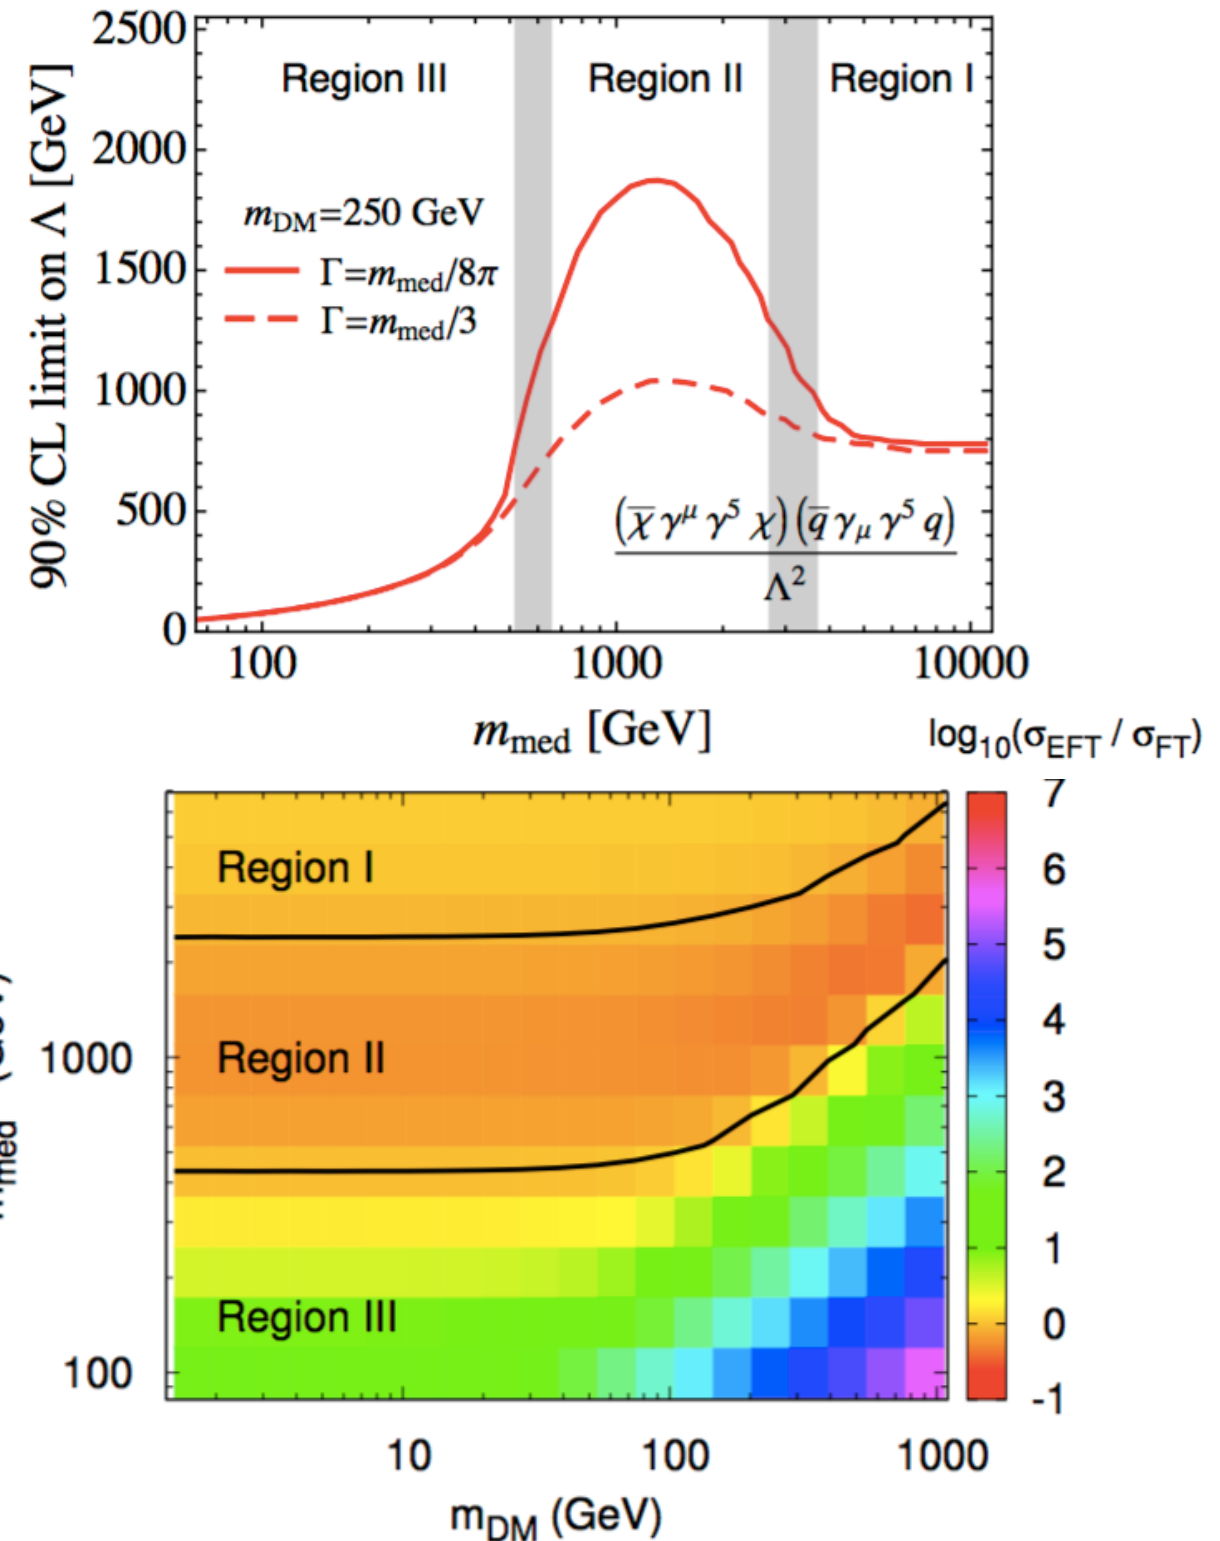 2500
2000
1500
1000
500
0
90% CL limit on Λ [GeV]
Region III
Region II
Region I
m_DM=250 GeV
Γ=m_med/8π
Γ=m_med/3
(χ̅ γ^μ γ^5 χ)(q̅ γ_μ γ^5 q)
Λ^2
100
1000
10000
m_med [GeV]
log_10(σ_EFT / σ_FT)
Region I
Region II
Region III
1000
100
10
100
1000
m_DM (GeV)
7
6
5
4
3
2
1
0
-1